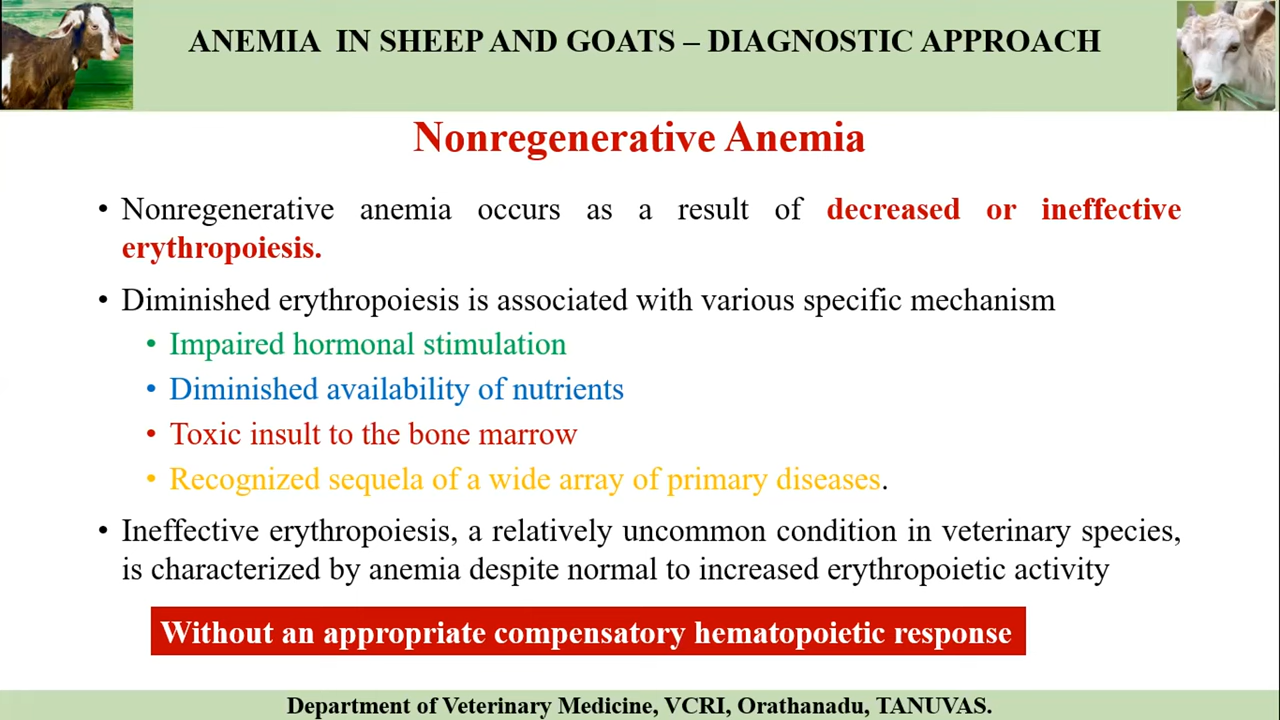 ANEMIA IN SHEEP AND GOATS – DIAGNOSTIC APPROACH
Nonregenerative Anemia
• Nonregenerative anemia occurs as a result of decreased or ineffective
erythropoiesis.
• Diminished erythropoiesis is associated with various specific mechanism
• Impaired hormonal stimulation
• Diminished availability of nutrients
• Toxic insult to the bone marrow
• Recognized sequela of a wide array of primary diseases.
• Ineffective erythropoiesis, a relatively uncommon condition in veterinary species,
is characterized by anemia despite normal to increased erythropoietic activity
Without an appropriate compensatory hematopoietic response
Department of Veterinary Medicine, VCRI, Orathanadu, TANUVAS.